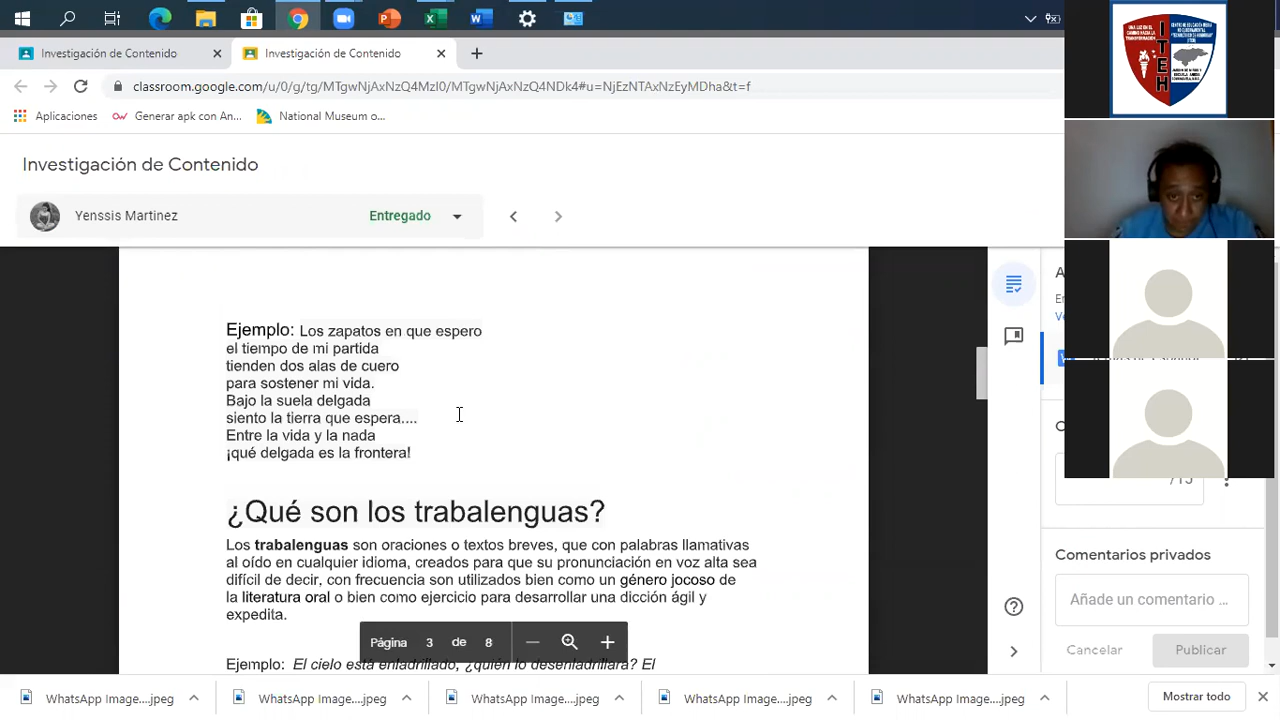 Investigación de Contenido
Investigación de Contenido
classroom.google.com/u/0/g/tg/MTgwNjAxNzQ4MzI0/MTgwNjAxNzQ4NDk4#u=NjEzNTAxNzEyMDha&t=f
Aplicaciones
Generar apk con An...
National Museum o...
Investigación de Contenido
Yenssis Martinez
Entregado
Ejemplo: Los zapatos en que espero
el tiempo de mi partida
tienden dos alas de cuero
para sostener mi vida.
Bajo la suela delgada
siento la tierra que espera....
Entre la vida y la nada
¡qué delgada es la frontera!
¿Qué son los trabalenguas?
Los trabalenguas son oraciones o textos breves, que con palabras llamativas
al oído en cualquier idioma, creados para que su pronunciación en voz alta sea
difícil de decir, con frecuencia son utilizados bien como un género jocoso de
la literatura oral o bien como ejercicio para desarrollar una dicción ágil y
expedita.
Página 3 de 8
Ejemplo: El cielo está enladrillado, ¿quién lo desenladrillará? El
ITEH
/15
Comentarios privados
Añade un comentario ...
Cancelar
Publicar
WhatsApp Image....jpeg
WhatsApp Image....jpeg
WhatsApp Image....jpeg
WhatsApp Image....jpeg
WhatsApp Image....jpeg
Mostrar todo